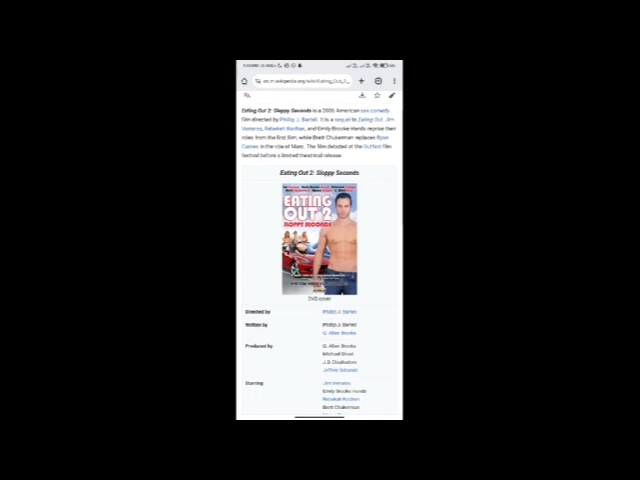 en.m.wikipedia.org/wiki/Eating_Out_2_
Eating Out 2: Sloppy Seconds is a 2006 American sex comedy
film directed by Phillip J. Bartell. It is a sequel to Eating Out. Jim
Verraros, Rebekah Kochan, and Emily Brooke Hands reprise their
roles from the first film, while Brett Chukerman replaces Ryan
Carnes in the role of Marc. The film debuted at the Outfest film
festival before a limited theatrical release.
Eating Out 2: Sloppy Seconds
EATING
OUT 2
SLOPPY SECONDS
DVD cover
Directed by Phillip J. Bartell
Written by Phillip J. Bartell
Q. Allan Brocka
Produced by Q. Allan Brocka
Michael Shoel
J.D. Disalvatore
Jeffrey Schwarz
Starring Jim Verraros
Emily Brooke Hands
Rebekah Kochan
Brett Chukerman